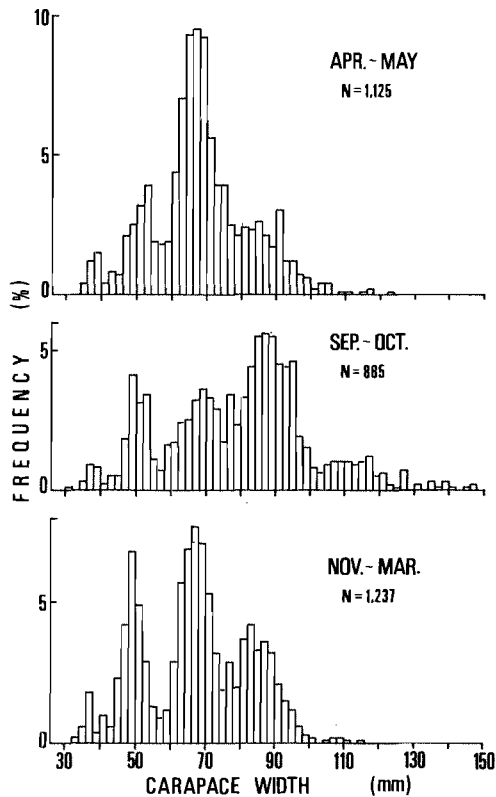 10
APR. ~ MAY
N = 1,125
5
0
(%)
SEP. ~ OCT.
N = 885
5
0
FREQUENCY
NOV. ~ MAR.
N = 1,237
5
0
30 50 70 90 110 130 150
CARAPACE WIDTH (mm)